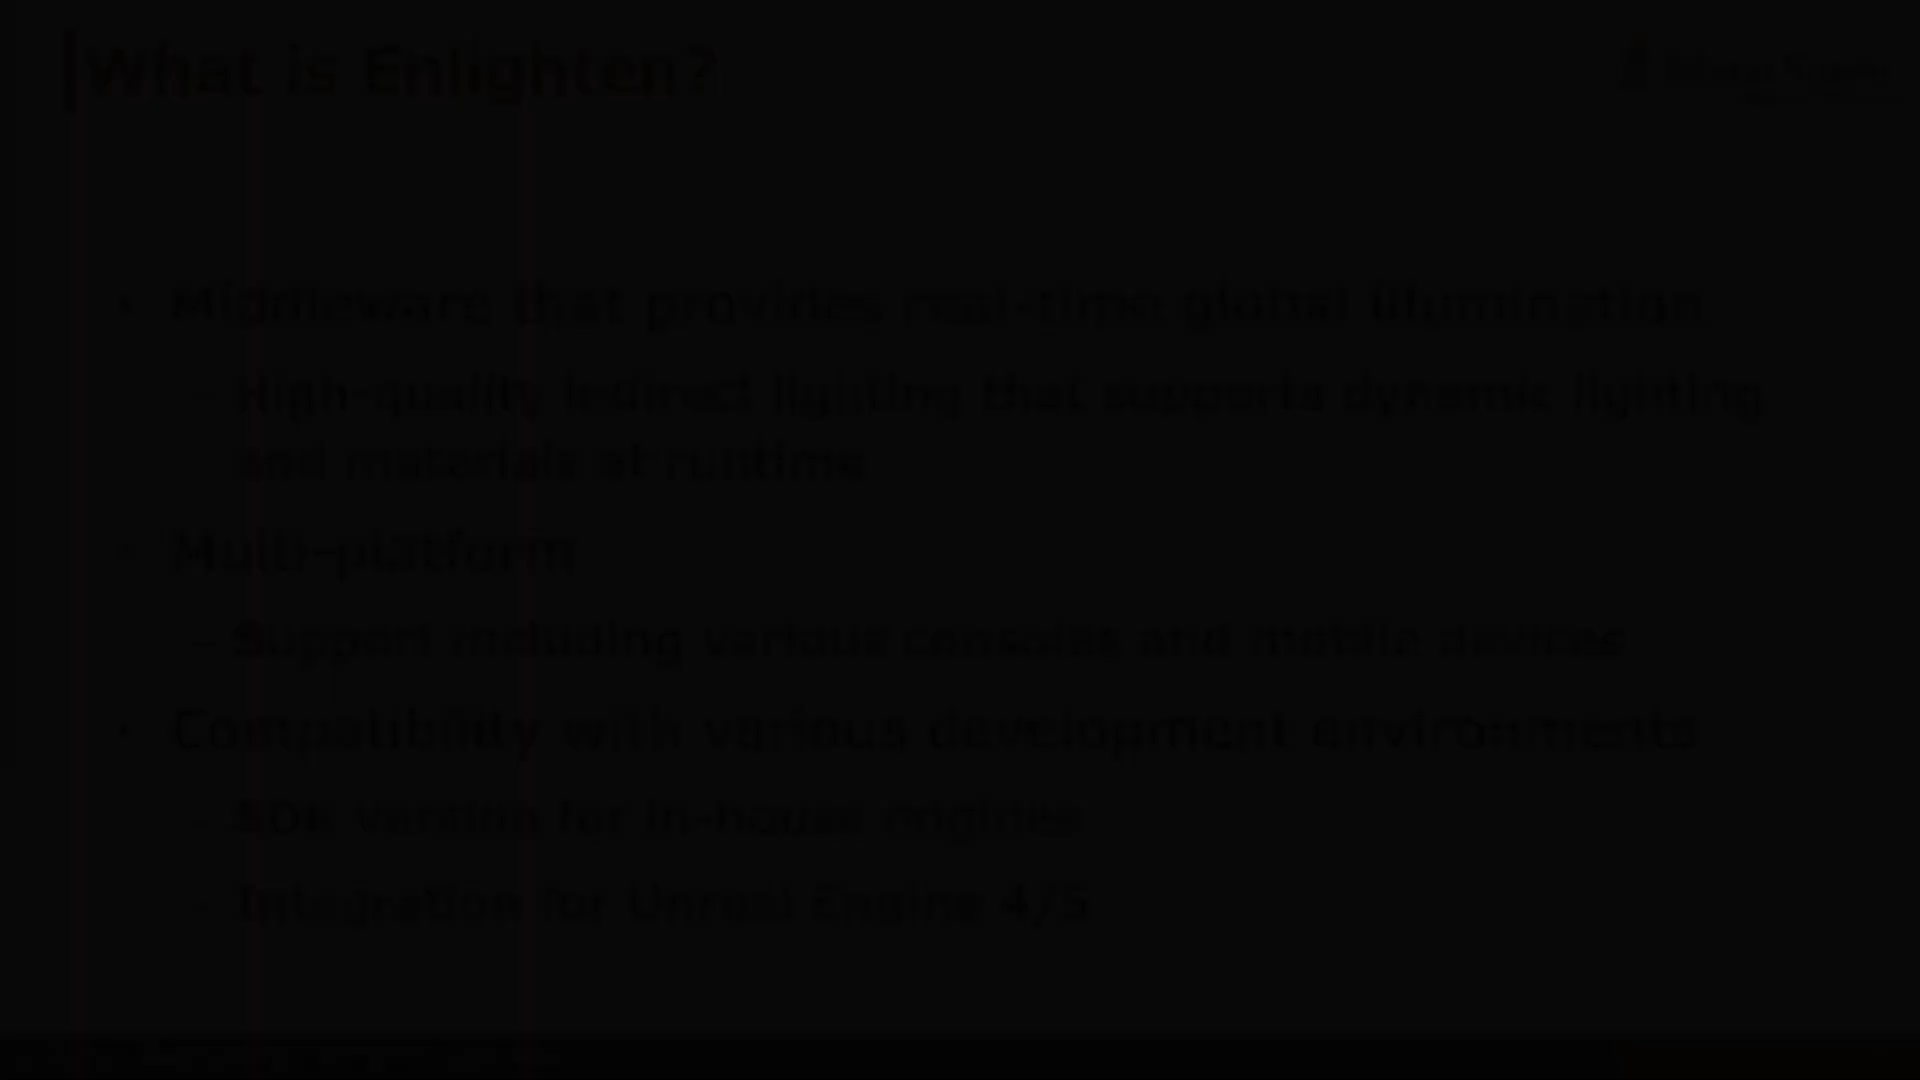 What is Enlighten?
• Middleware that provides real-time global illumination
– High-quality indirect lighting that supports dynamic lighting
and materials at runtime
• Multi-platform
– Support including various consoles and mobile devices
• Compatibility with various development environments
– SDK version for in-house engines
– Integration for Unreal Engine 4/5